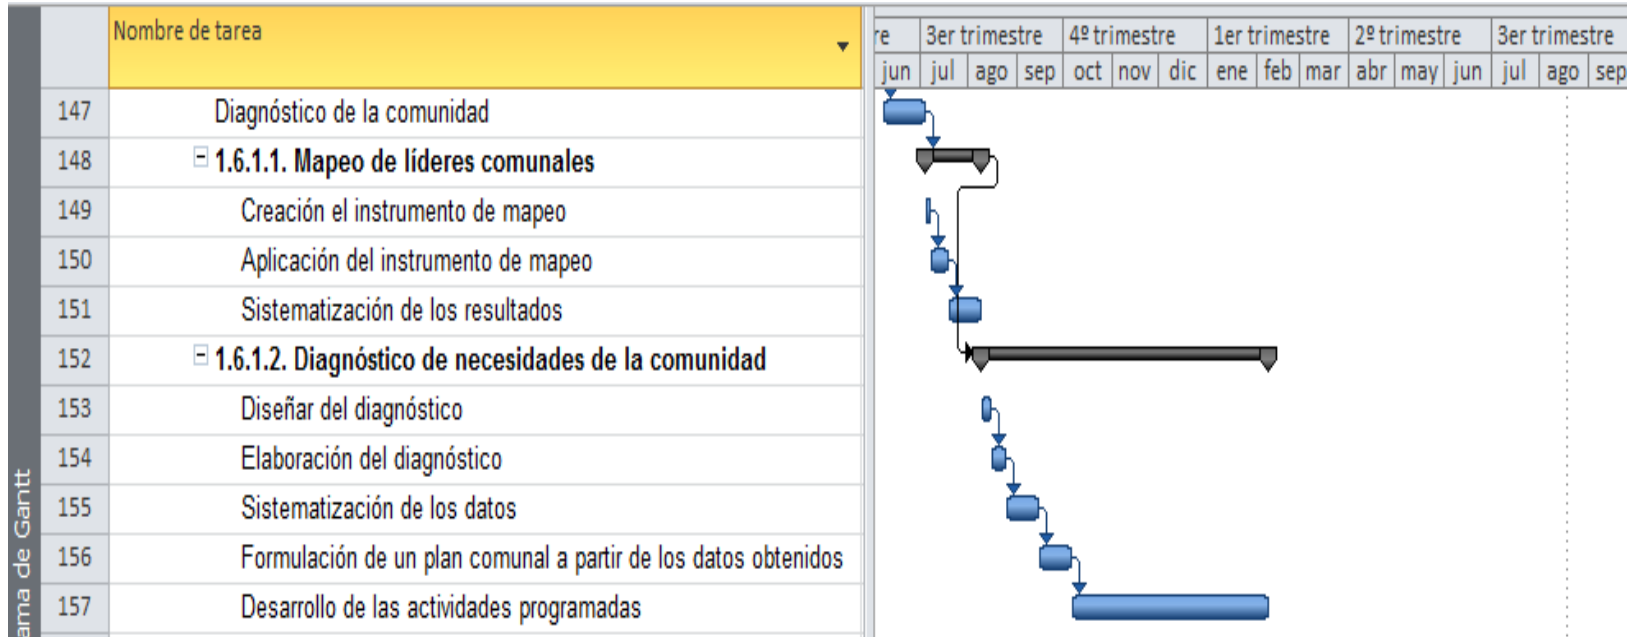 Nombre de tarea
re 3er trimestre 4º trimestre 1er trimestre 2º trimestre 3er trimestre
jun jul ago sep oct nov dic ene feb mar abr may jun jul ago sep
147 Diagnóstico de la comunidad
148 1.6.1.1. Mapeo de líderes comunales
149 Creación el instrumento de mapeo
150 Aplicación del instrumento de mapeo
151 Sistematización de los resultados
152 1.6.1.2. Diagnóstico de necesidades de la comunidad
153 Diseñar del diagnóstico
154 Elaboración del diagnóstico
155 Sistematización de los datos
156 Formulación de un plan comunal a partir de los datos obtenidos
157 Desarrollo de las actividades programadas
ama de Gantt